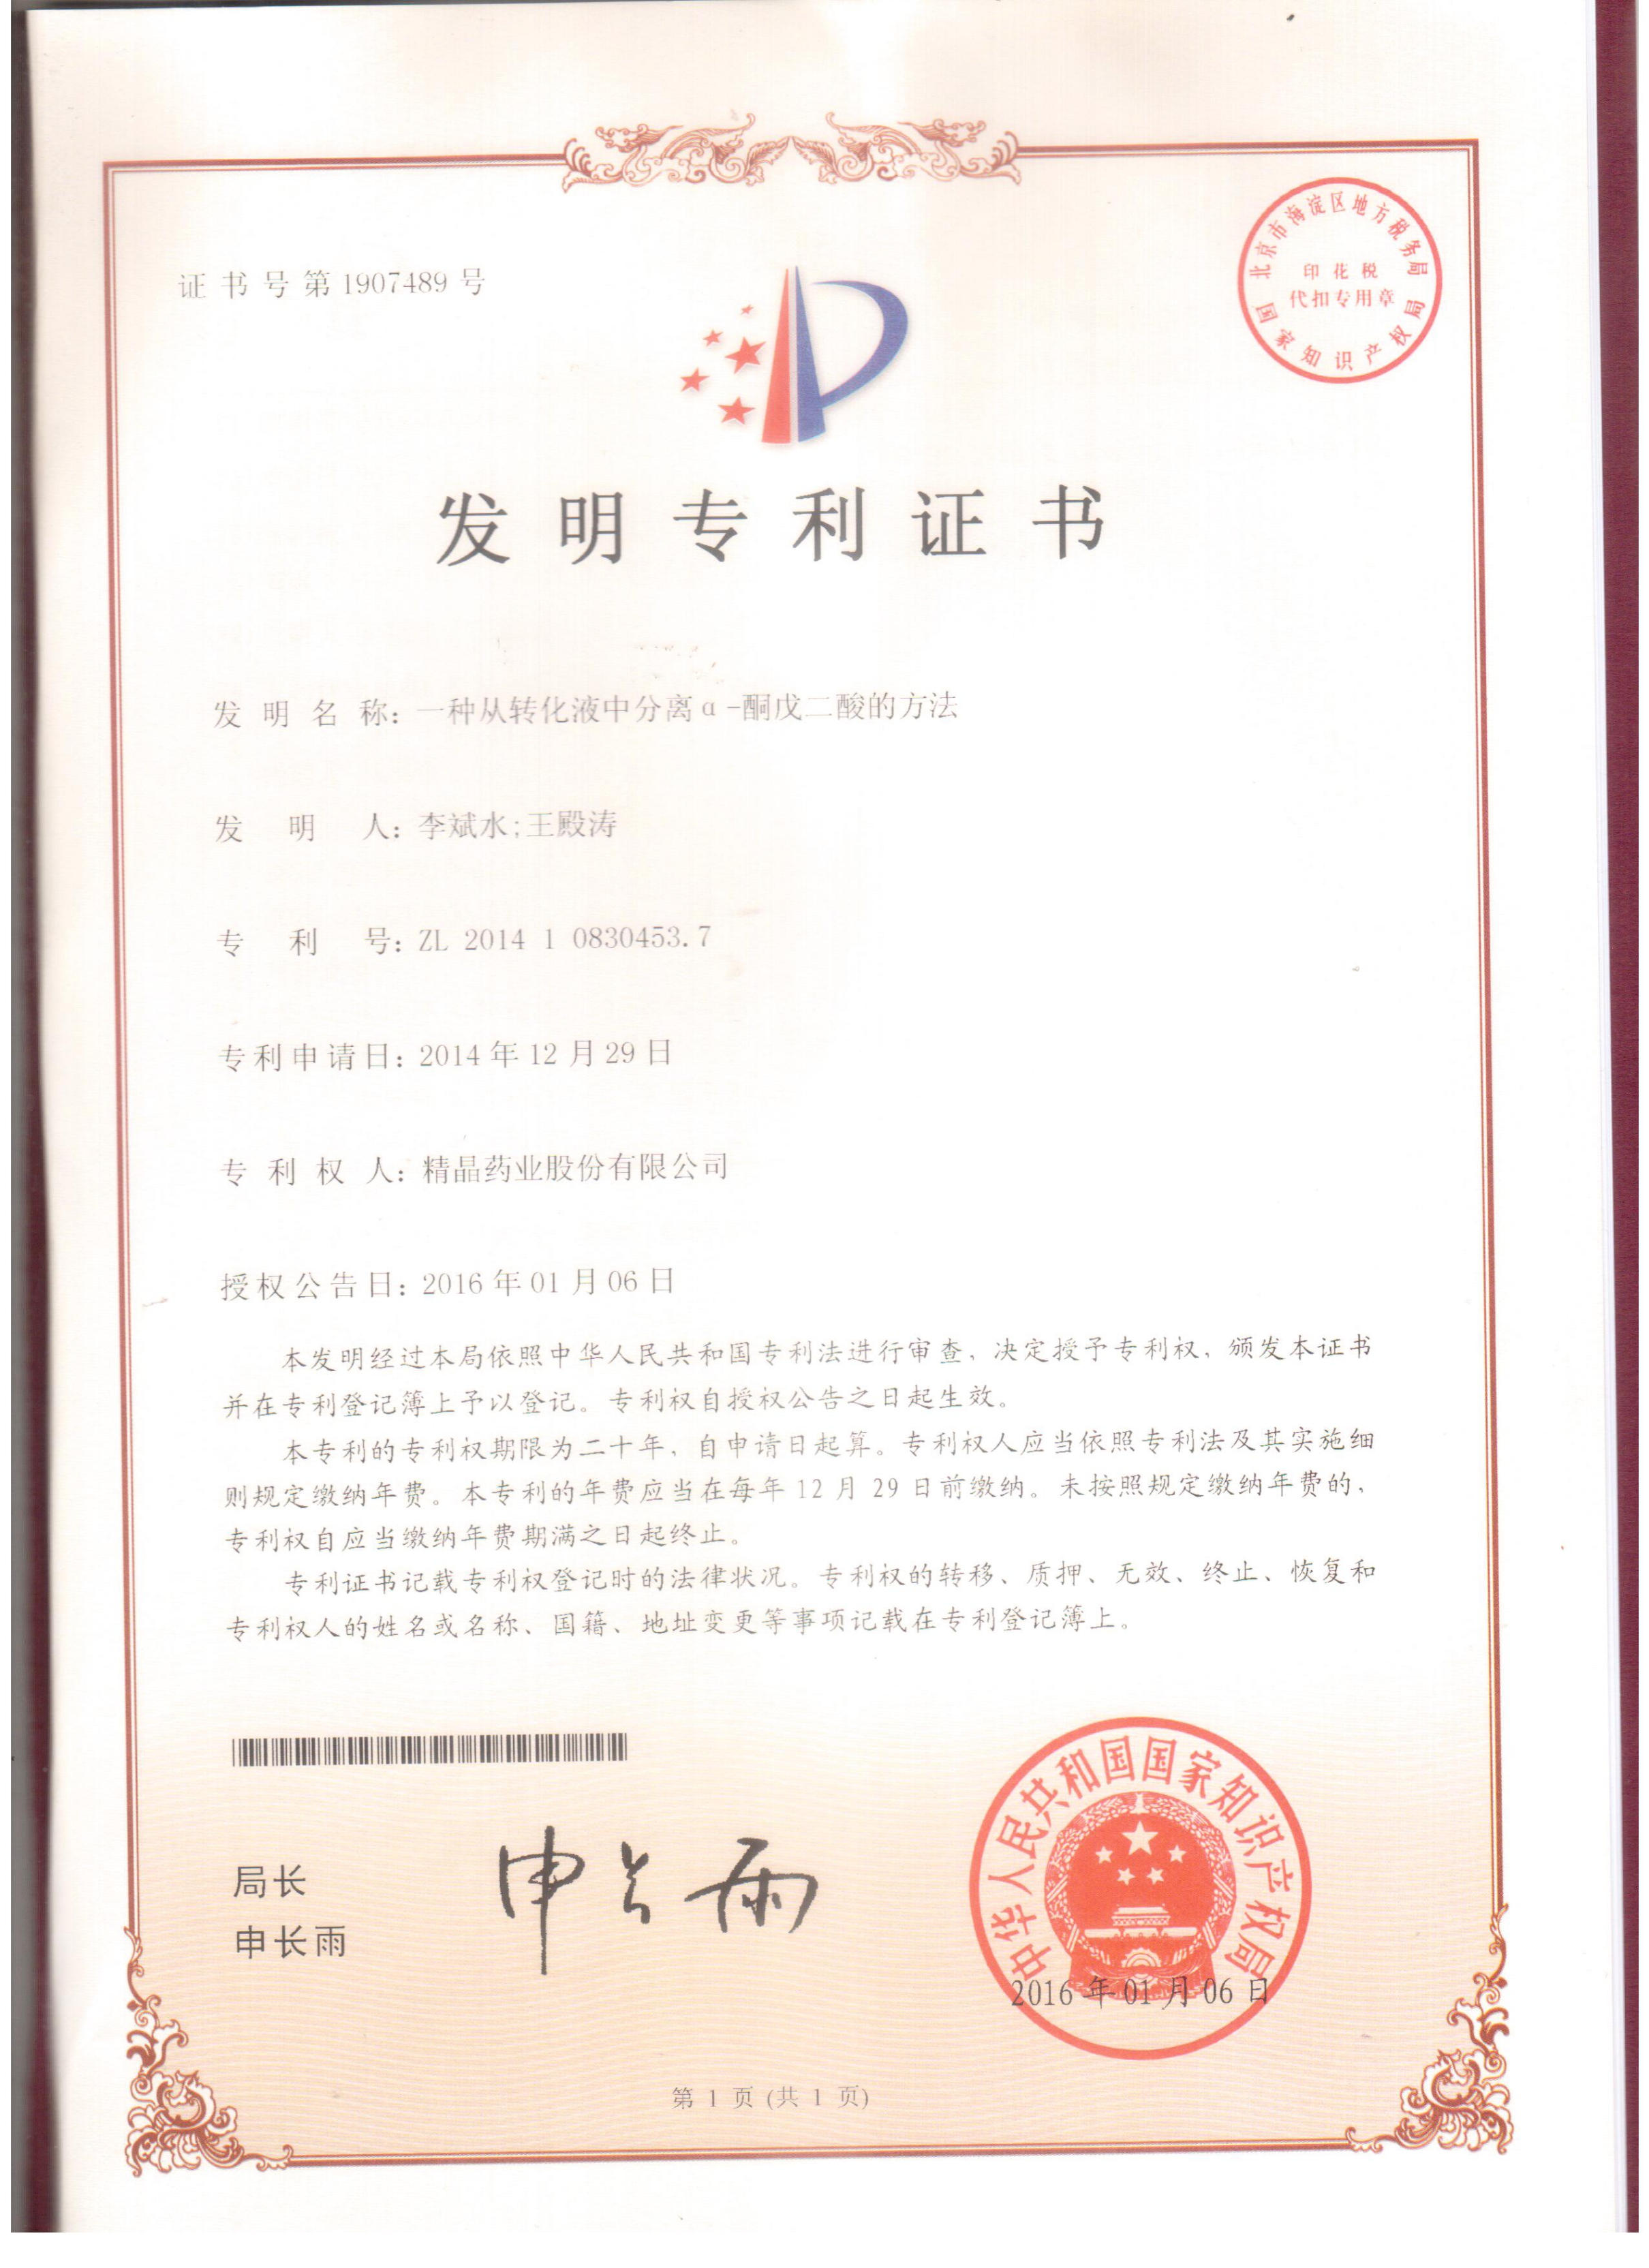 证书号第1907489号
北京市海淀区地方税务局
印花税
代扣专用章
国家知识产权局
发明专利证书
发明名称：一种从转化液中分离α-酮戊二酸的方法
发明人：李斌水;王殿涛
专利号：ZL 2014 1 0830453.7
专利申请日：2014年12月29日
专利权人：精晶药业股份有限公司
授权公告日：2016年01月06日
本发明经过本局依照中华人民共和国专利法进行审查，决定授予专利权，颁发本证书
并在专利登记簿上予以登记。专利权自授权公告之日起生效。
本专利的专利权期限为二十年，自申请日起算。专利权人应当依照专利法及其实施细
则规定缴纳年费。本专利的年费应当在每年12月29日前缴纳。未按照规定缴纳年费的，
专利权自应当缴纳年费期满之日起终止。
专利证书记载专利权登记时的法律状况。专利权的转移、质押、无效、终止、恢复和
专利权人的姓名或名称、国籍、地址变更等事项记载在专利登记簿上。
局长
申长雨
申长雨
中华人民共和国国家知识产权局
2016年01月06日
第1页(共1页)